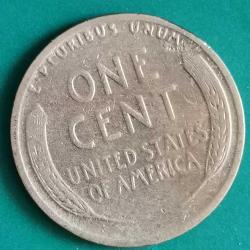 E·PLURIBUS·UNUM
ONE
CENT
UNITED STATES
OF AMERICA